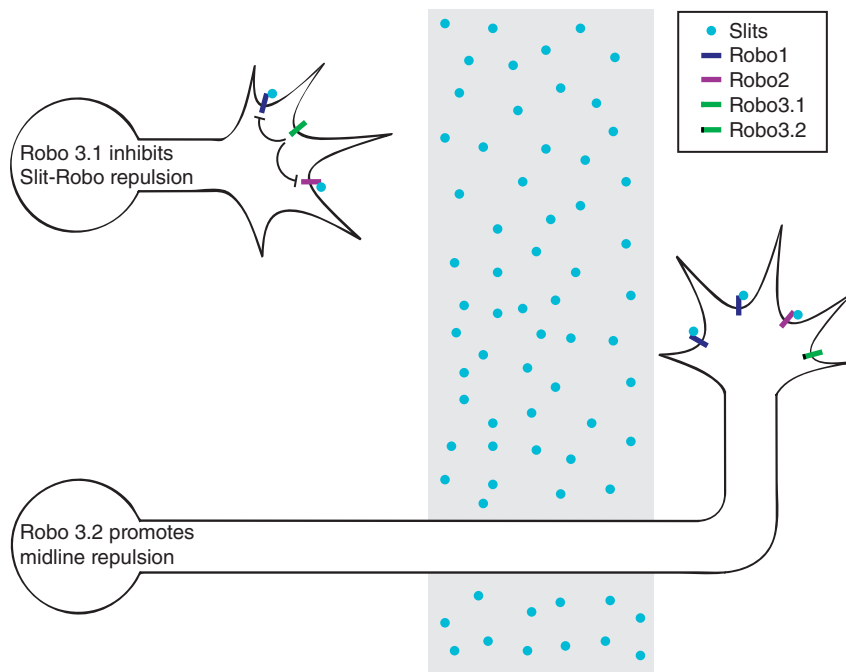 Slits
Robo1
Robo2
Robo3.1
Robo3.2
Robo 3.1 inhibits
Slit-Robo repulsion
Robo 3.2 promotes
midline repulsion